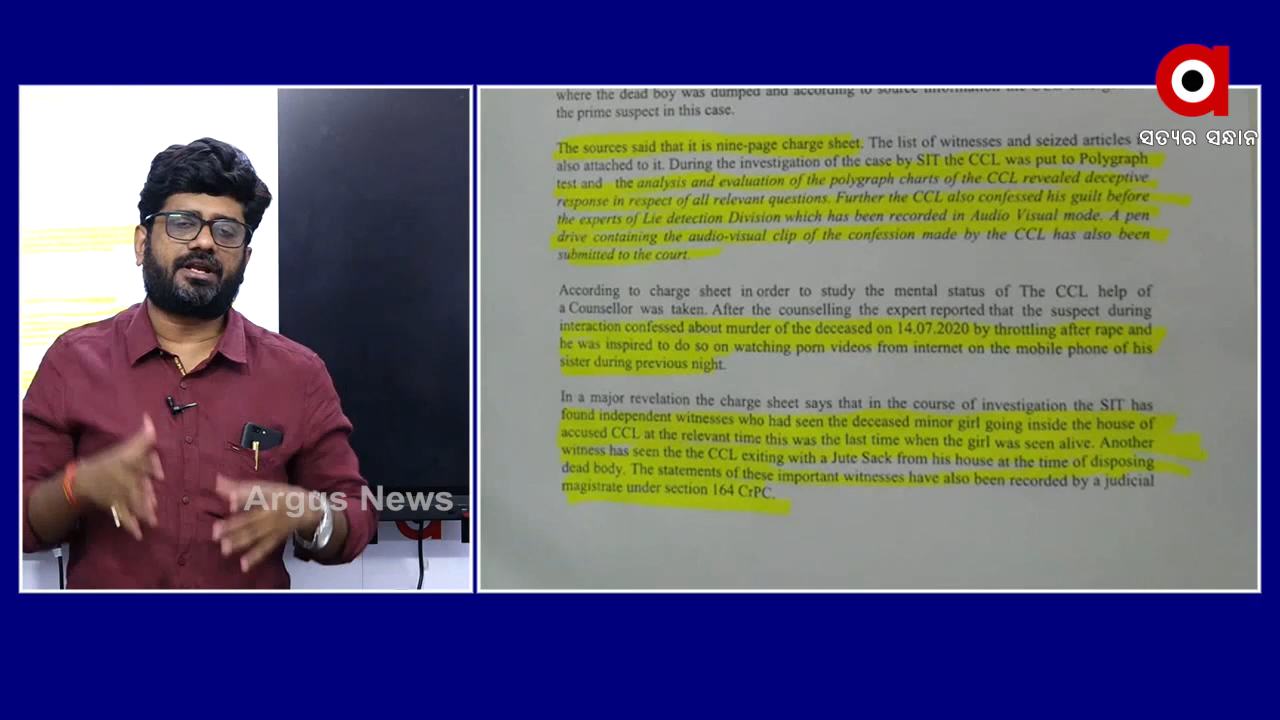 ସତ୍ୟର ସନ୍ଧାନ
Argus News
where the dead boy was dumped and according to source information the
the prime suspect in this case.
The sources said that it is nine-page charge sheet. The list of witnesses and seized articles
also attached to it. During the investigation of the case by SIT the CCL was put to Polygraph
test and the analysis and evaluation of the polygraph charts of the CCL revealed deceptive
response in respect of all relevant questions. Further the CCL also confessed his guilt before
the experts of Lie detection Division which has been recorded in Audio Visual mode. A pen
drive containing the audio-visual clip of the confession made by the CCL has also been
submitted to the court.
According to charge sheet in order to study the mental status of The CCL help of
a Counsellor was taken. After the counselling the expert reported that the suspect during
interaction confessed about murder of the deceased on 14.07.2020 by throttling after rape and
he was inspired to do so on watching porn videos from internet on the mobile phone of his
sister during previous night.
In a major revelation the charge sheet says that in the course of investigation the SIT has
found independent witnesses who had seen the deceased minor girl going inside the house of
accused CCL at the relevant time this was the last time when the girl was seen alive. Another
witness has seen the the CCL exiting with a Jute Sack from his house at the time of disposing
dead body. The statements of these important witnesses have also been recorded by a judicial
magistrate under section 164 CrPC.